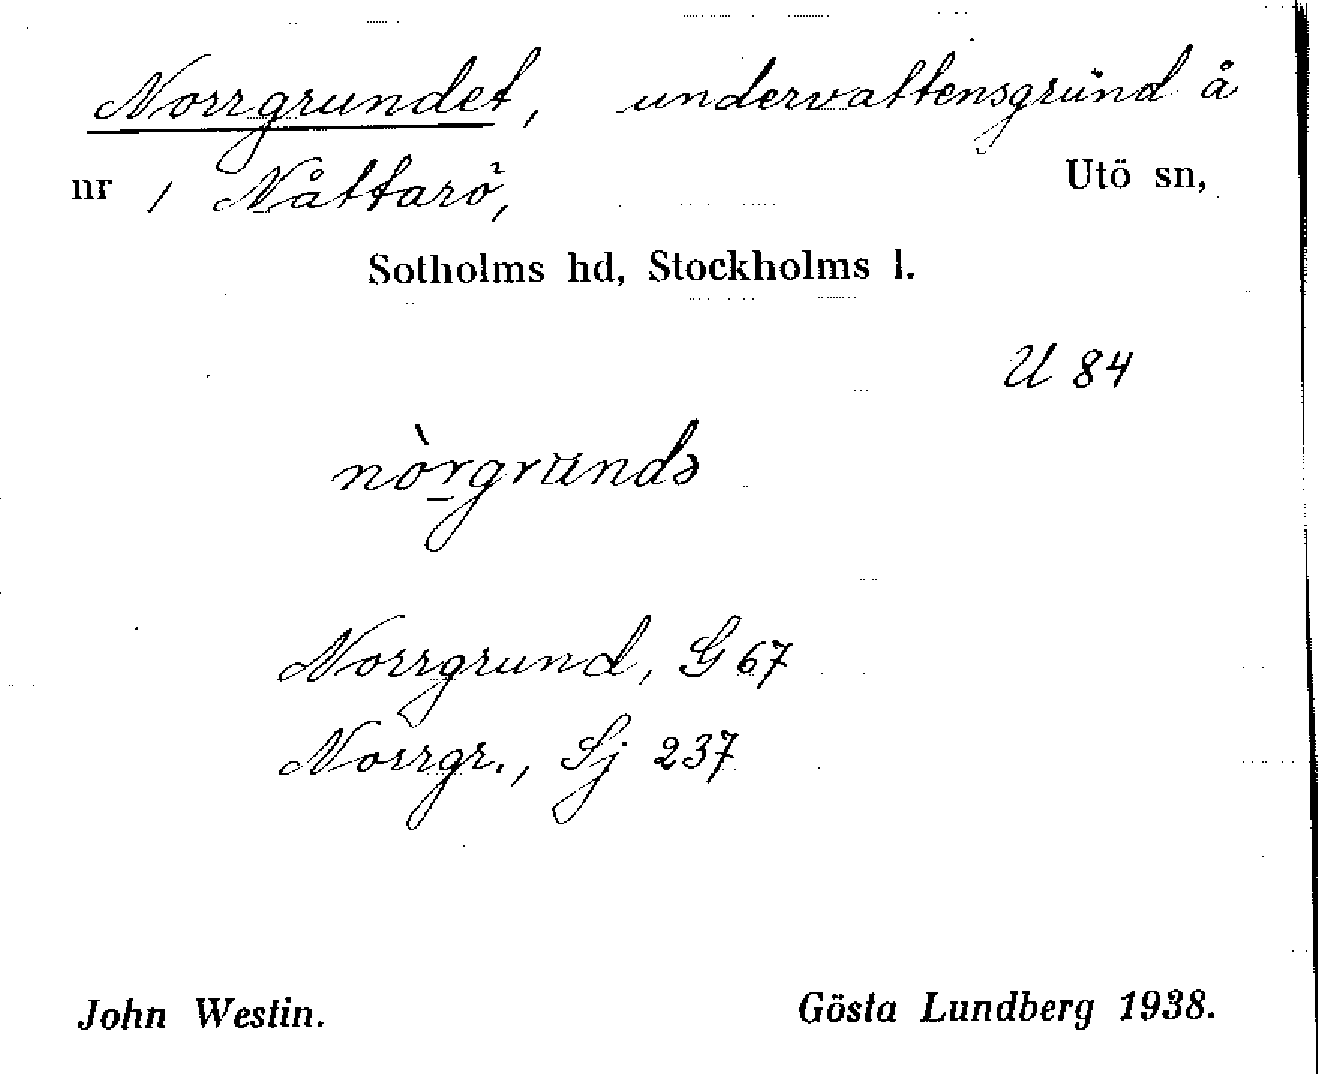 Norrgrundet, undervattensgrund å
nr 1 Nåttarö, Utö sn,
Sotholms hd, Stockholms l.
U 84
nòrgrundə
Norrgrund, G 67
Norrgr., Sj 237
John Westin. Gösta Lundberg 1938.